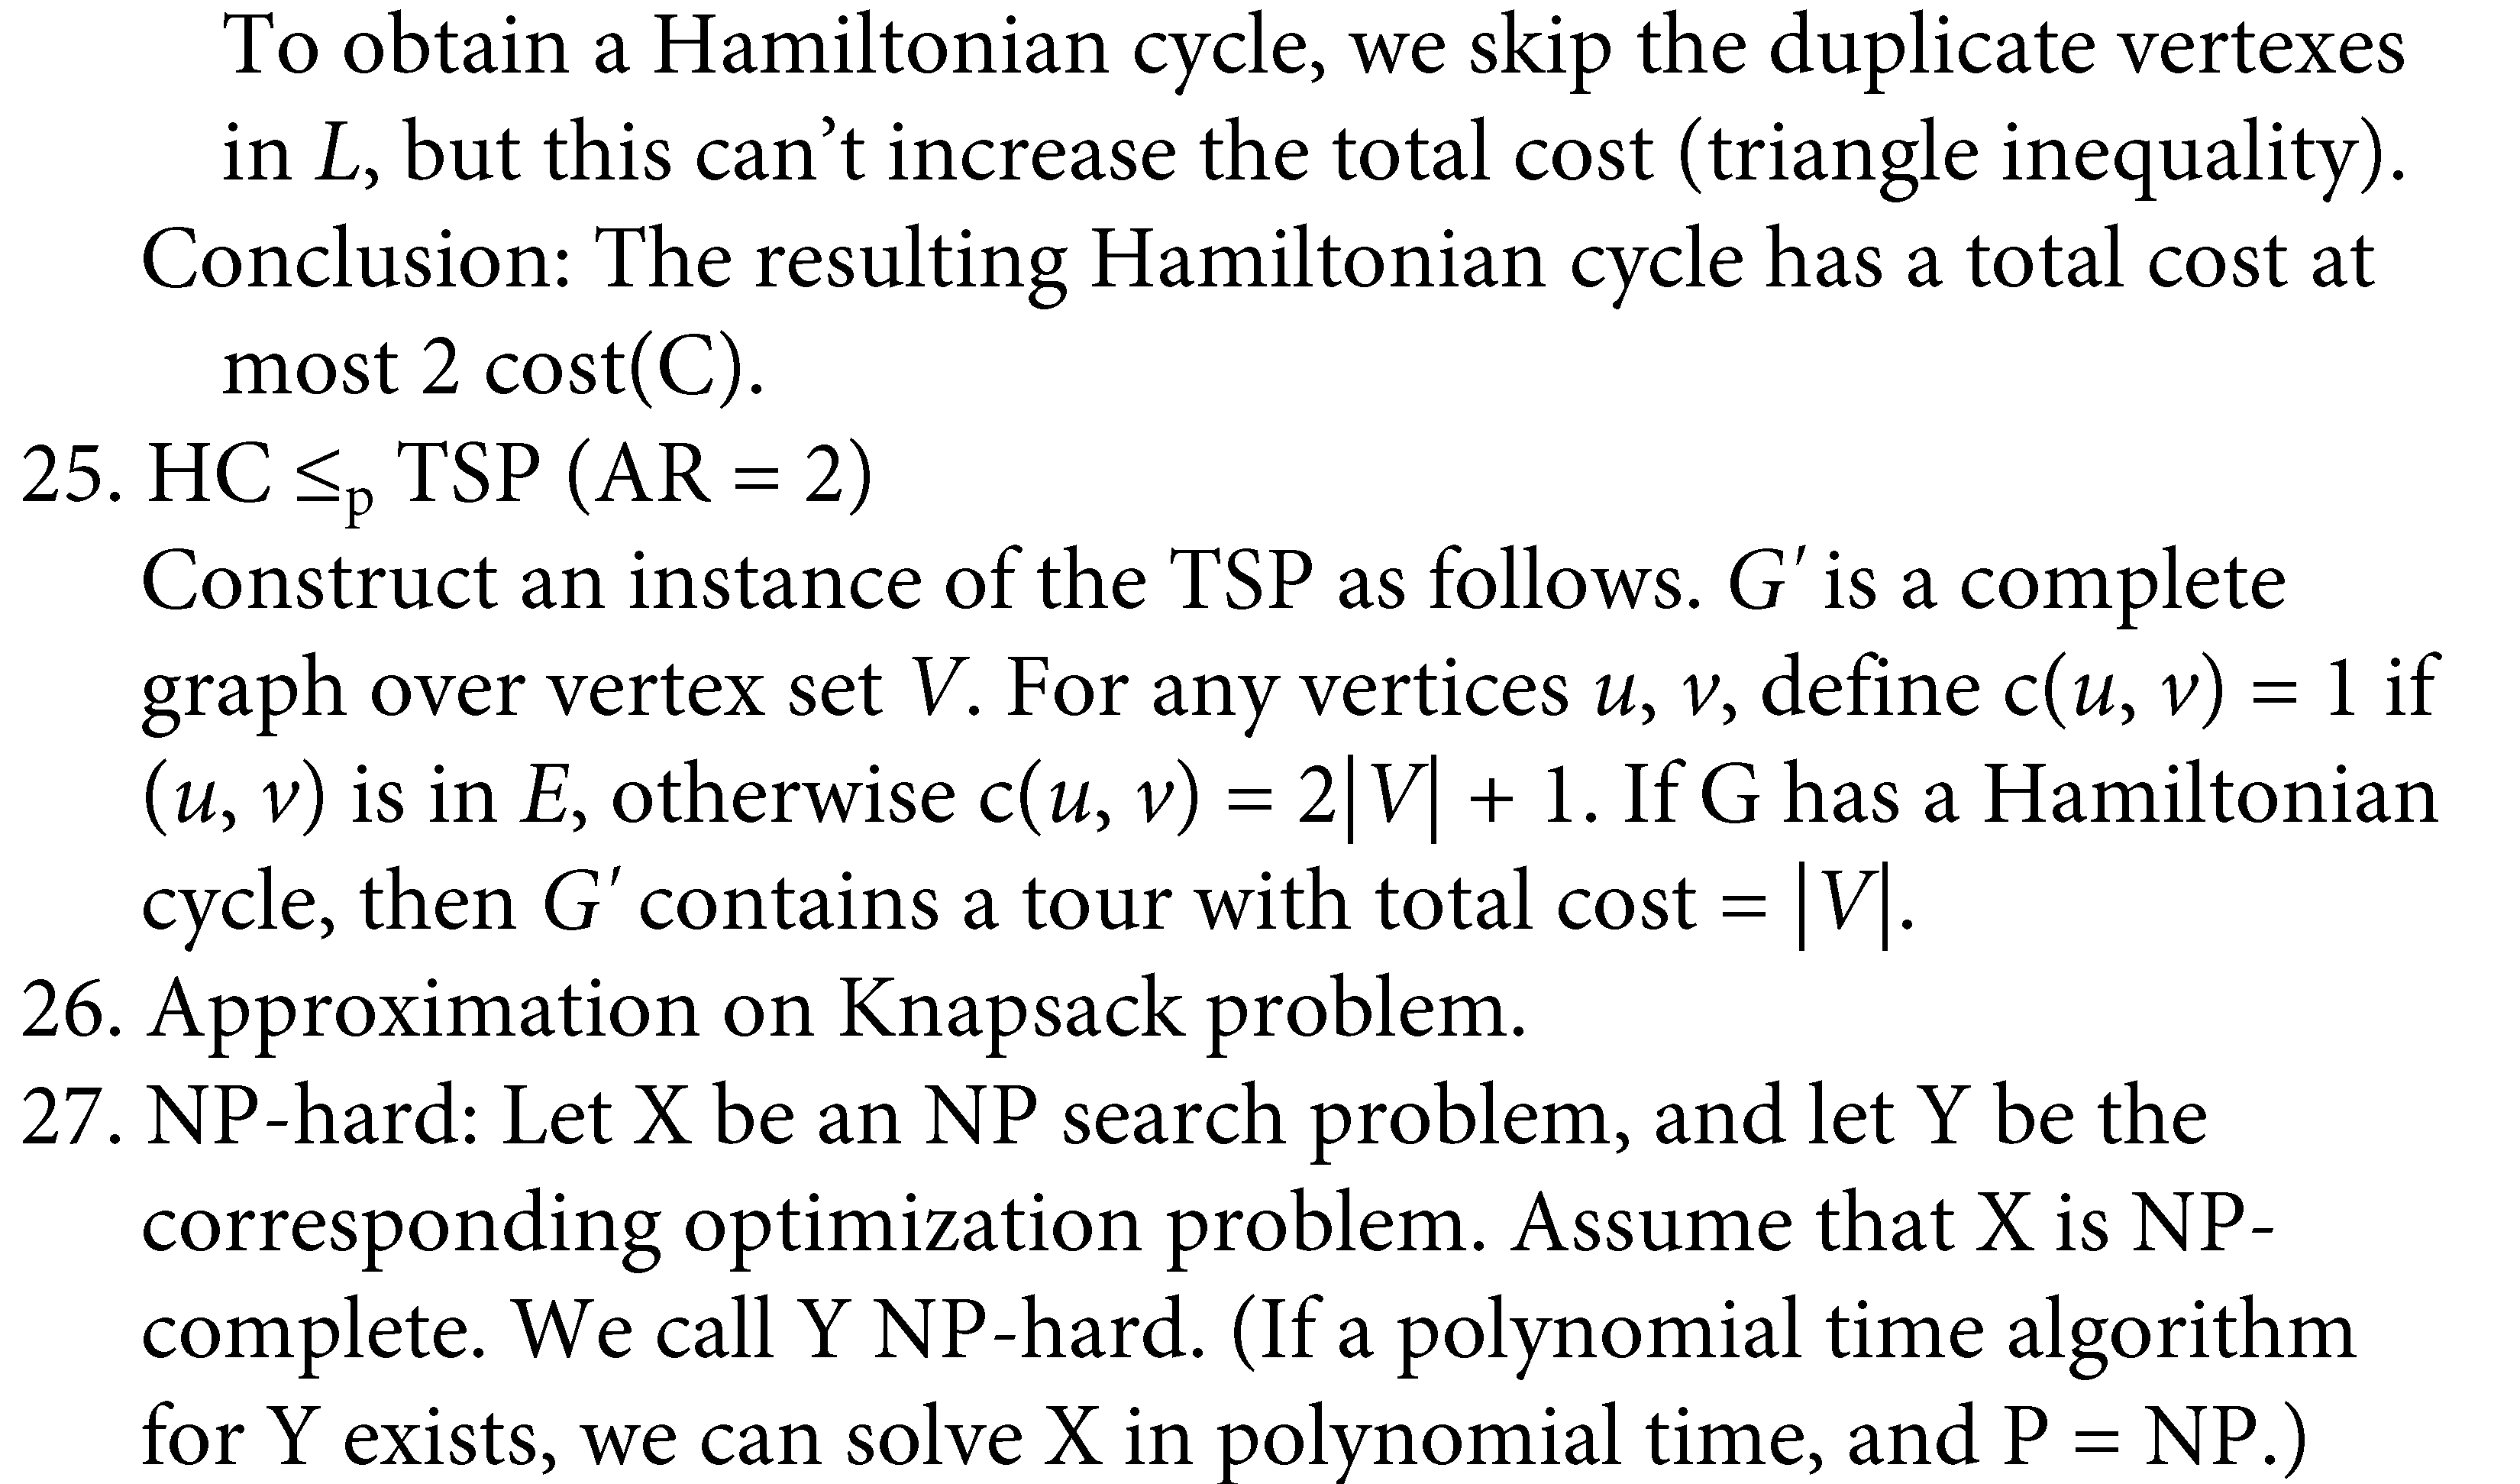 To obtain a Hamiltonian cycle, we skip the duplicate vertexes
in L, but this can’t increase the total cost (triangle inequality).
Conclusion: The resulting Hamiltonian cycle has a total cost at
most 2 cost(C).
25. HC ≤p TSP (AR = 2)
Construct an instance of the TSP as follows. G′ is a complete
graph over vertex set V. For any vertices u, v, define c(u, v) = 1 if
(u, v) is in E, otherwise c(u, v) = 2|V| + 1. If G has a Hamiltonian
cycle, then G′ contains a tour with total cost = |V|.
26. Approximation on Knapsack problem.
27. NP-hard: Let X be an NP search problem, and let Y be the
corresponding optimization problem. Assume that X is NP-
complete. We call Y NP-hard. (If a polynomial time algorithm
for Y exists, we can solve X in polynomial time, and P = NP.)